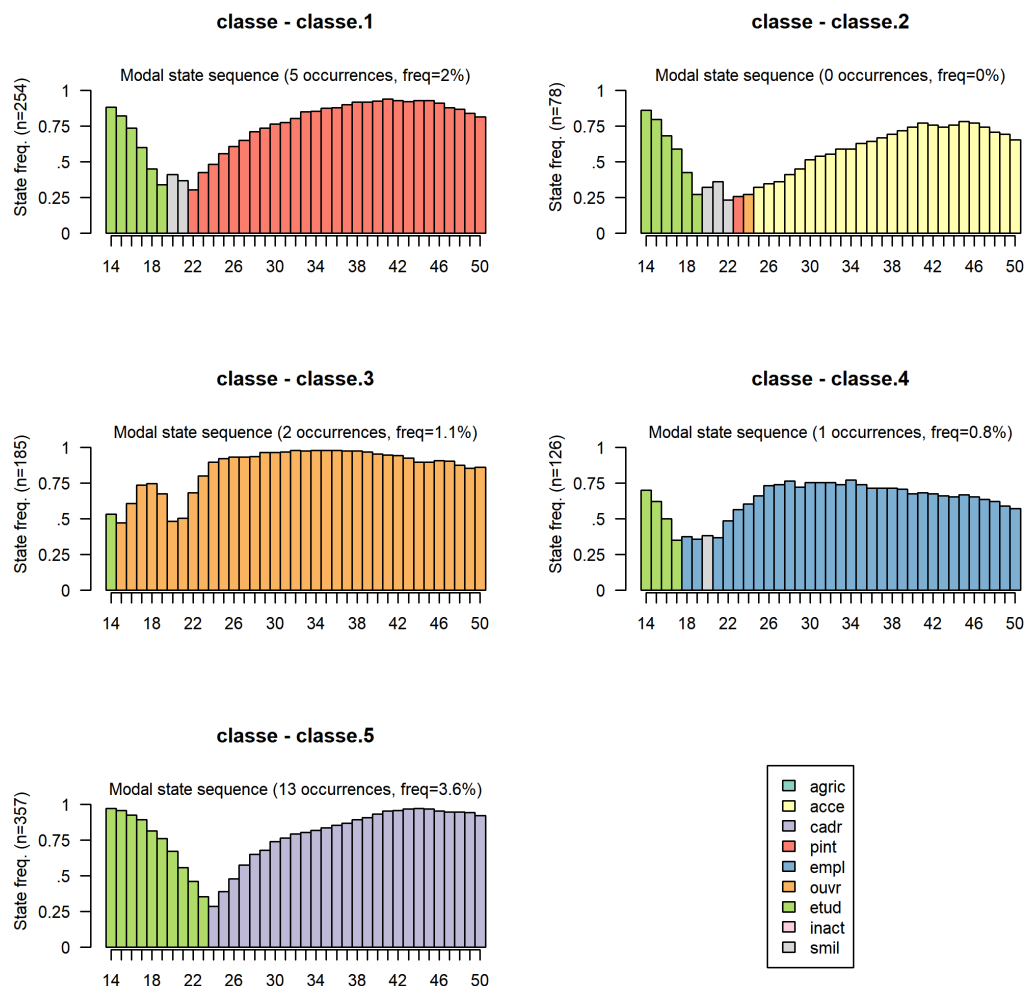 classe - classe.1
Modal state sequence (5 occurrences, freq=2%)
State freq. (n=254)
1
0.75
.5
0.25
0
14 18 22 26 30 34 38 42 46 50
classe - classe.2
Modal state sequence (0 occurrences, freq=0%)
State freq. (n=78)
1
0.75
.5
0.25
0
14 18 22 26 30 34 38 42 46 50
classe - classe.3
Modal state sequence (2 occurrences, freq=1.1%)
State freq. (n=185)
1
0.75
.5
0.25
0
14 18 22 26 30 34 38 42 46 50
classe - classe.4
Modal state sequence (1 occurrences, freq=0.8%)
State freq. (n=126)
1
0.75
.5
0.25
0
14 18 22 26 30 34 38 42 46 50
classe - classe.5
Modal state sequence (13 occurrences, freq=3.6%)
State freq. (n=357)
1
0.75
.5
0.25
0
14 18 22 26 30 34 38 42 46 50
agric
acce
cadr
pint
empl
ouvr
etud
inact
smil